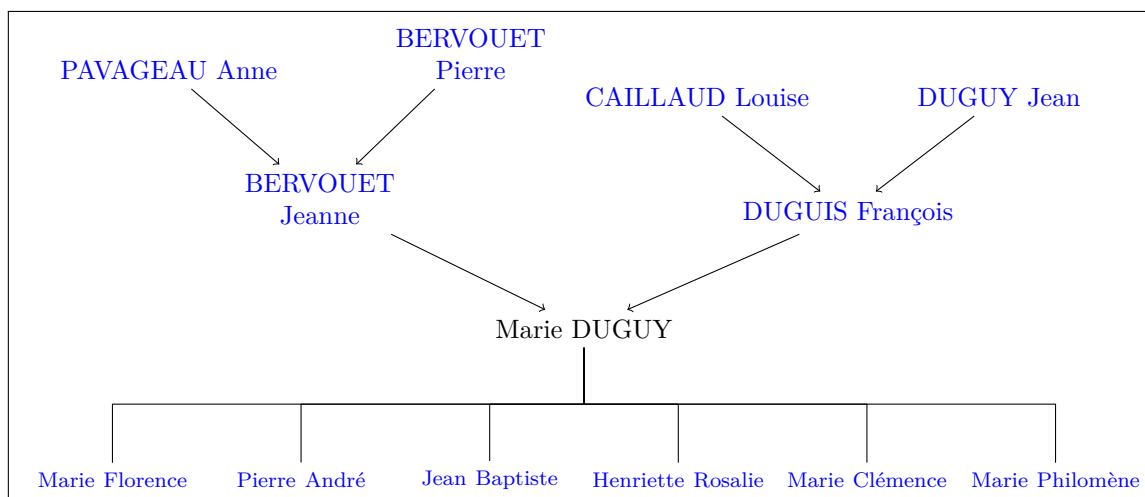 BERVOUET
Pierre
PAVAGEAU Anne
CAILLAUD Louise
DUGUY Jean
BERVOUET
Jeanne
DUGUIS François
Marie DUGUY
Marie Florence
Pierre André
Jean Baptiste
Henriette Rosalie
Marie Clémence
Marie Philomène